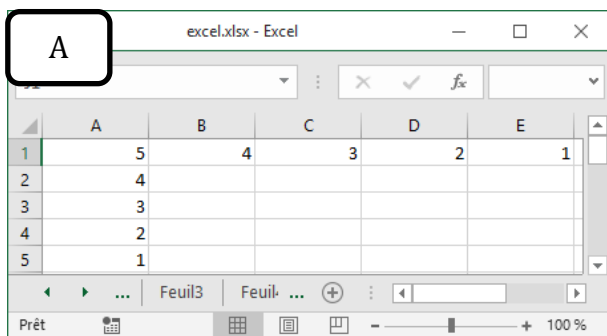 A
excel.xlsx - Excel
fx
A B C D E
1 5 4 3 2 1
2 4
3 3
4 2
5 1
... Feuil3 ...
Prêt 100 %